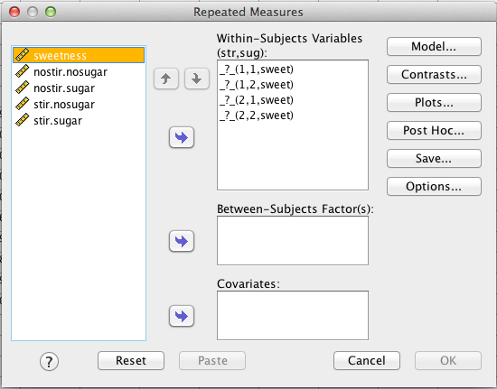 Repeated Measures
sweetness
nostir.nosugar
nostir.sugar
stir.nosugar
stir.sugar
Within-Subjects Variables
(str,sug):
_?_(1,1,sweet)
_?_(1,2,sweet)
_?_(2,1,sweet)
_?_(2,2,sweet)
Between-Subjects Factor(s):
Covariates:
Model...
Contrasts...
Plots...
Post Hoc...
Save...
Options...
?
Reset
Paste
Cancel
OK